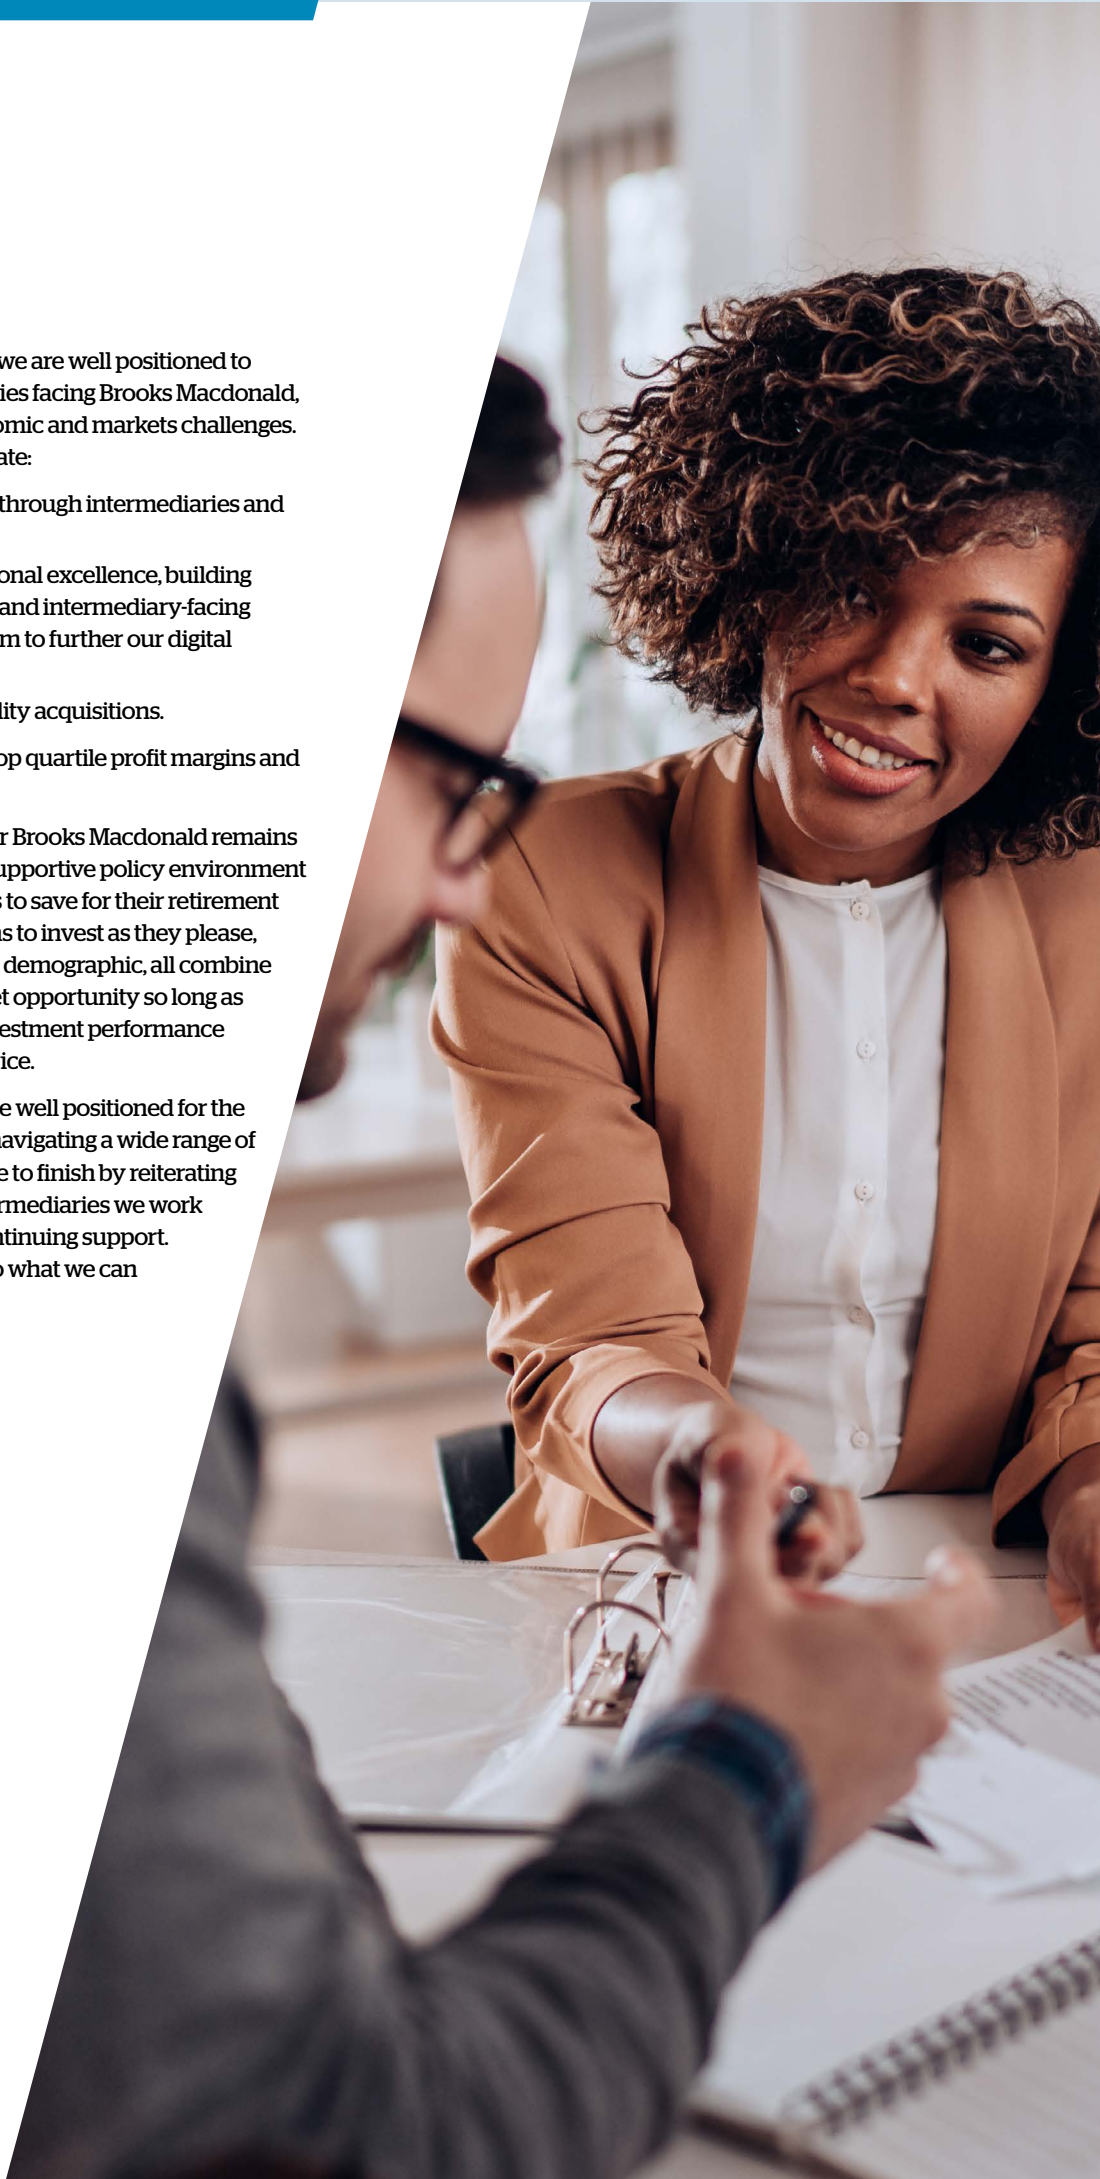 we are well positioned to
ies facing Brooks Macdonald,
omic and markets challenges.
ate:
through intermediaries and
onal excellence, building
and intermediary-facing
m to further our digital
lity acquisitions.
op quartile profit margins and
r Brooks Macdonald remains
upportive policy environment
s to save for their retirement
ns to invest as they please,
demographic, all combine
et opportunity so long as
estment performance
ice.
e well positioned for the
navigating a wide range of
e to finish by reiterating
rmediaries we work
ntinuing support.
o what we can